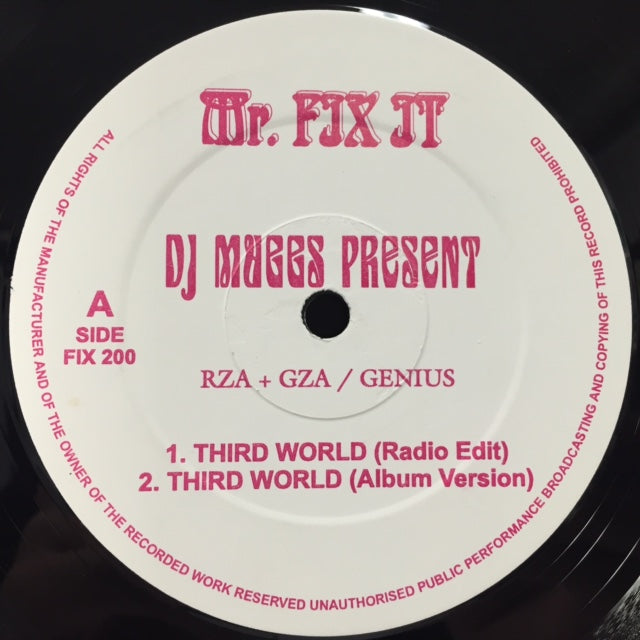 Mr. FIX IT
DJ MUGGS PRESENT
A
SIDE
FIX 200
RZA + GZA / GENIUS
1. THIRD WORLD (Radio Edit)
2. THIRD WORLD (Album Version)
ALL RIGHTS OF THE MANUFACTURER AND OF THE OWNER OF THE RECORDED WORK RESERVED UNAUTHORISED PUBLIC PERFORMANCE BROADCASTING AND COPYING OF THIS RECORD PROHIBITED